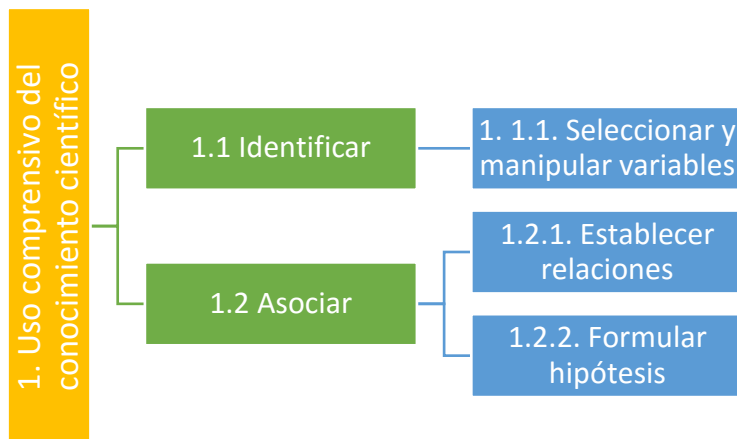 1. Uso comprensivo del
conocimiento científico
1.1 Identificar
1. 1.1. Seleccionar y
manipular variables
1.2 Asociar
1.2.1. Establecer
relaciones
1.2.2. Formular
hipótesis